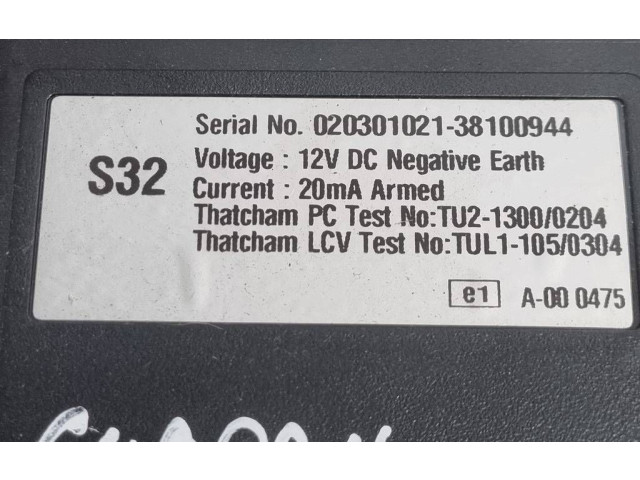 S32
Serial No. 020301021-38100944
Voltage : 12V DC Negative Earth
Current : 20mA Armed
Thatcham PC Test No:TU2-1300/0204
Thatcham LCV Test No:TUL1-105/0304
e1 A-00 0475